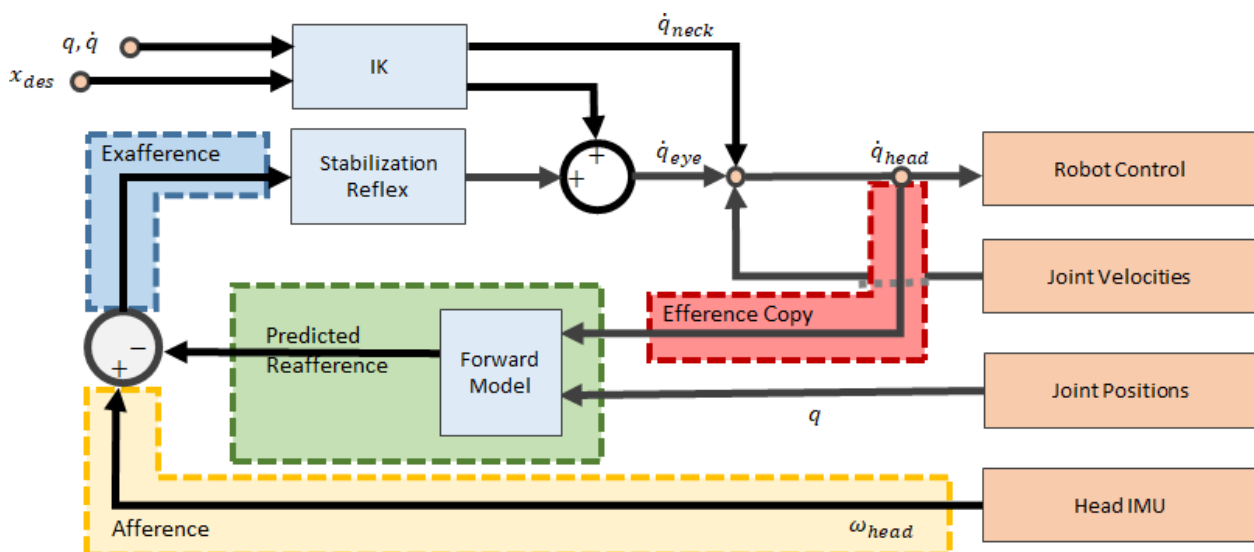 q, q̇
x_des
IK
q̇_neck
Exafference
Stabilization
Reflex
+
+
q̇_eye
q̇_head
Robot Control
Joint Velocities
Efference Copy
Predicted
Reafference
Forward
Model
−
+
Joint Positions
q
Afference
ω_head
Head IMU